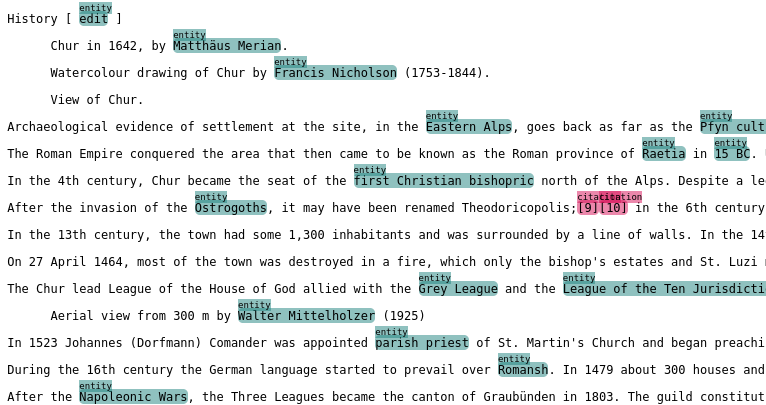 entity
History [ edit ]
entity
Chur in 1642, by Matthäus Merian.
entity
Watercolour drawing of Chur by Francis Nicholson (1753-1844).
View of Chur.
entity entity
Archaeological evidence of settlement at the site, in the Eastern Alps, goes back as far as the Pfyn cult
entity entity
The Roman Empire conquered the area that then came to be known as the Roman province of Raetia in 15 BC.
entity
In the 4th century, Chur became the seat of the first Christian bishopric north of the Alps. Despite a le
entity citation
After the invasion of the Ostrogoths, it may have been renamed Theodoricopolis;[9][10] in the 6th century
In the 13th century, the town had some 1,300 inhabitants and was surrounded by a line of walls. In the 14
On 27 April 1464, most of the town was destroyed in a fire, which only the bishop's estates and St. Luzi
entity entity
The Chur lead League of the House of God allied with the Grey League and the League of the Ten Jurisdicti
entity
Aerial view from 300 m by Walter Mittelholzer (1925)
entity
In 1523 Johannes (Dorfmann) Comander was appointed parish priest of St. Martin's Church and began preachi
entity
During the 16th century the German language started to prevail over Romansh. In 1479 about 300 houses and
entity
After the Napoleonic Wars, the Three Leagues became the canton of Graubünden in 1803. The guild constitut